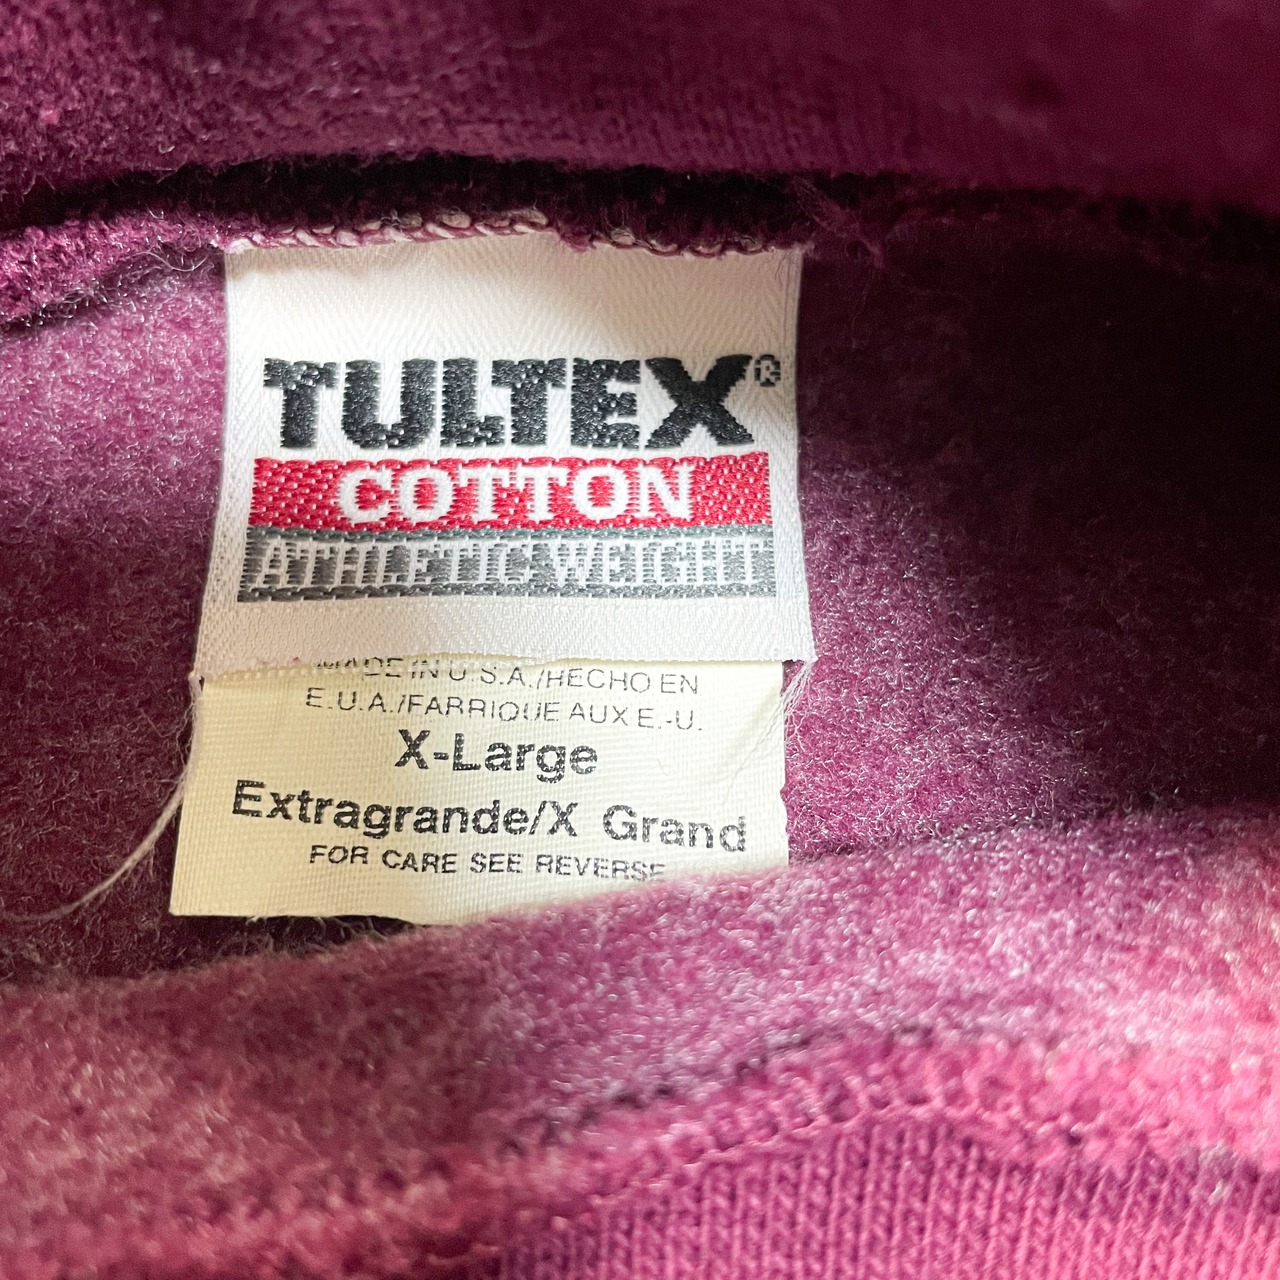 TULTEX®
COTTON
ATHLETIC WEIGHT
MADE IN U.S.A./HECHO EN
E.U.A./FABRIQUE AUX E.-U.
X-Large
Extragrande/X Grand
FOR CARE SEE REVERSE